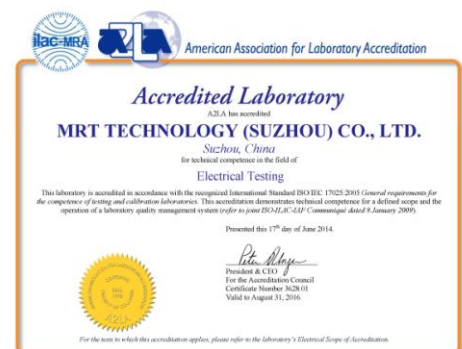 ilac-MRA
A2LA
American Association for Laboratory Accreditation
Accredited Laboratory
A2LA has accredited
MRT TECHNOLOGY (SUZHOU) CO., LTD.
Suzhou, China
for technical competence in the field of
Electrical Testing
This laboratory is accredited in accordance with the recognized International Standard ISO/IEC 17025:2005 General requirements for
the competence of testing and calibration laboratories. This accreditation demonstrates technical competence for a defined scope and the
operation of a laboratory quality management system (refer to joint ISO-ILAC-IAF Communiqué dated 8 January 2009).
Presented this 17th day of June 2014.
President & CEO
For the Accreditation Council
Certificate Number 3628.01
Valid to August 31, 2016
A2LA
For the tests to which this accreditation applies, please refer to the laboratory's Electrical Scope of Accreditation.